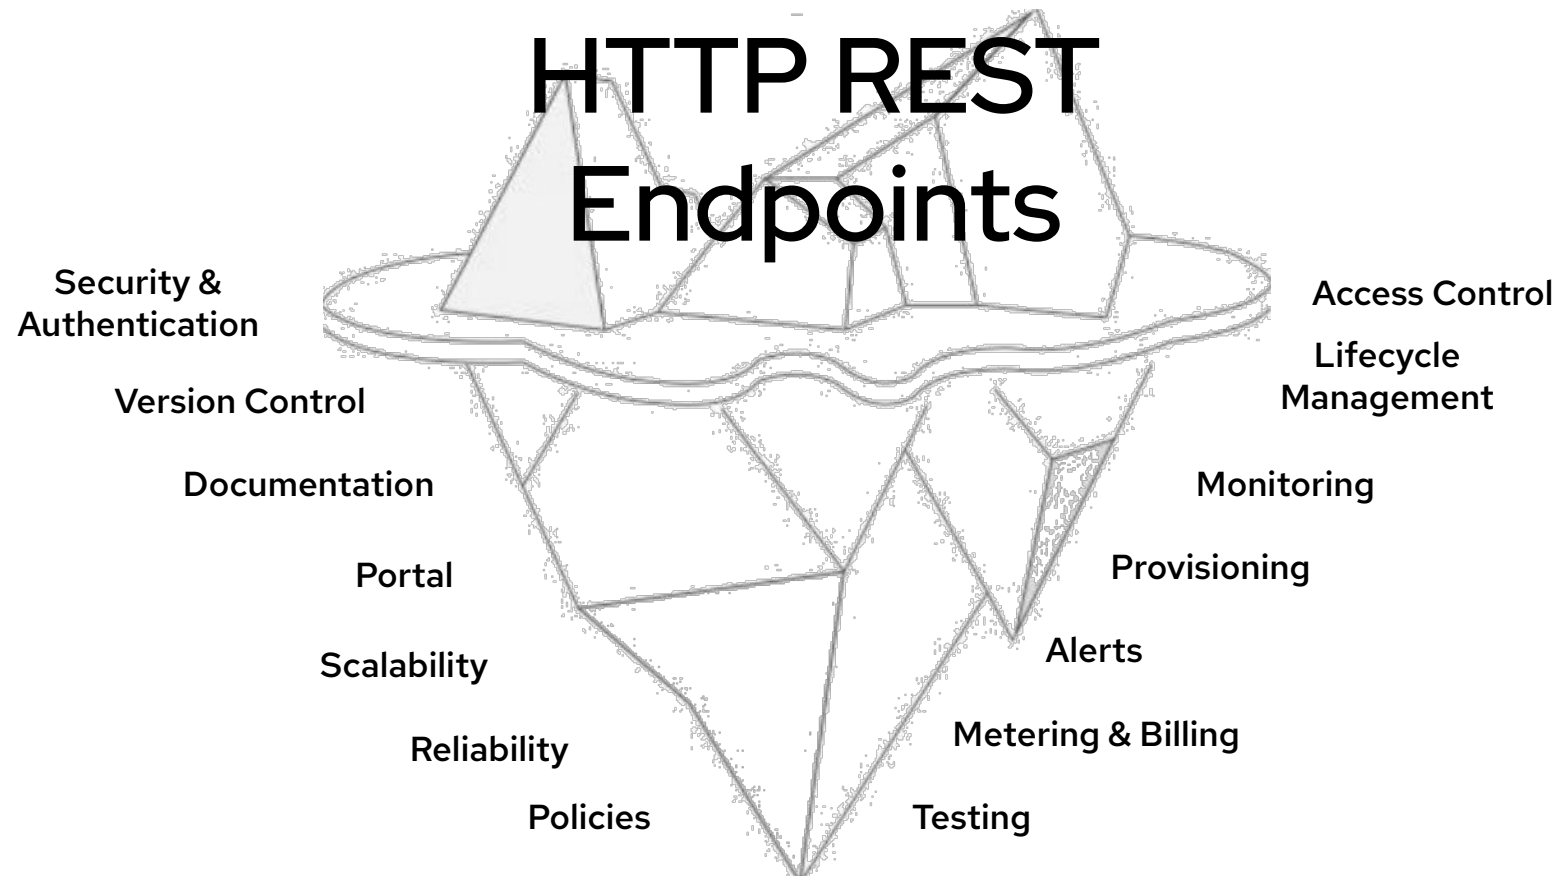 HTTP REST
Endpoints
Security &
Authentication
Version Control
Documentation
Portal
Scalability
Reliability
Policies
Access Control
Lifecycle
Management
Monitoring
Provisioning
Alerts
Metering & Billing
Testing